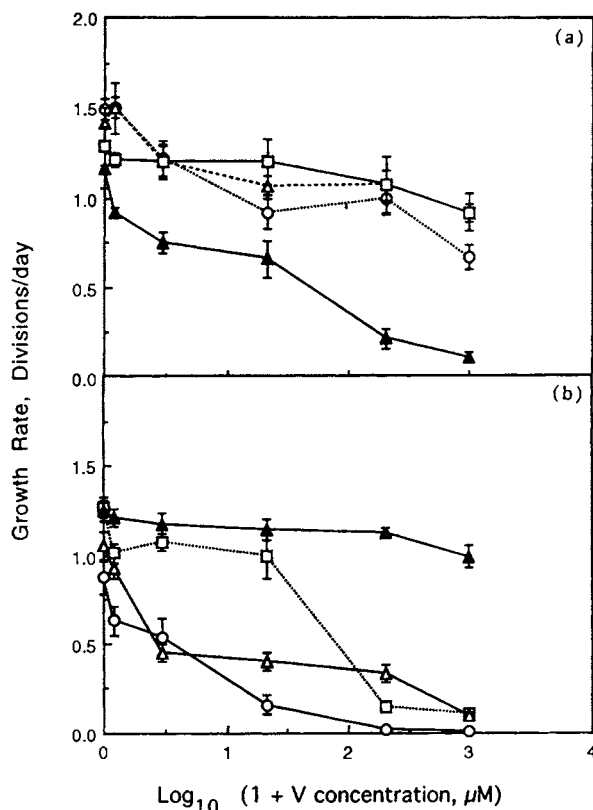 2.0
(a)
1.5
1.0
0.5
0.0
(b)
1.5
1.0
0.5
0.0
0 1 2 3 4
Growth Rate, Divisions/day
Log10 (1 + V concentration, µM)